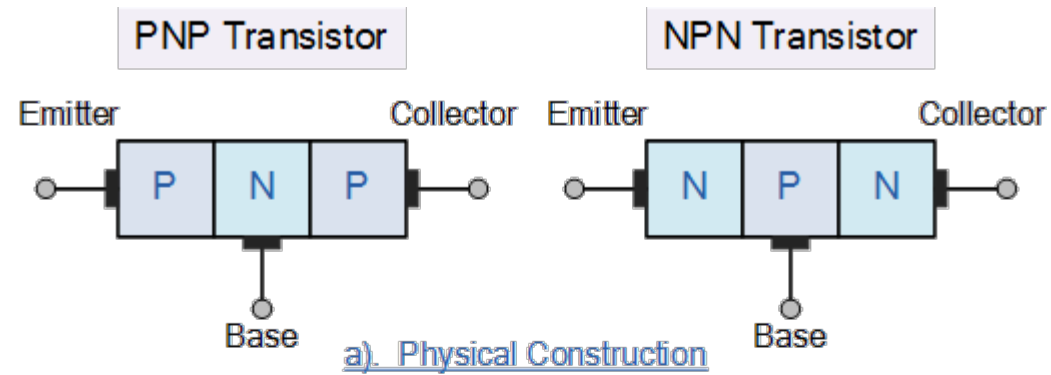 PNP Transistor
NPN Transistor
Emitter
Collector
Emitter
Collector
P N P
N P N
Base
Base
a). Physical Construction